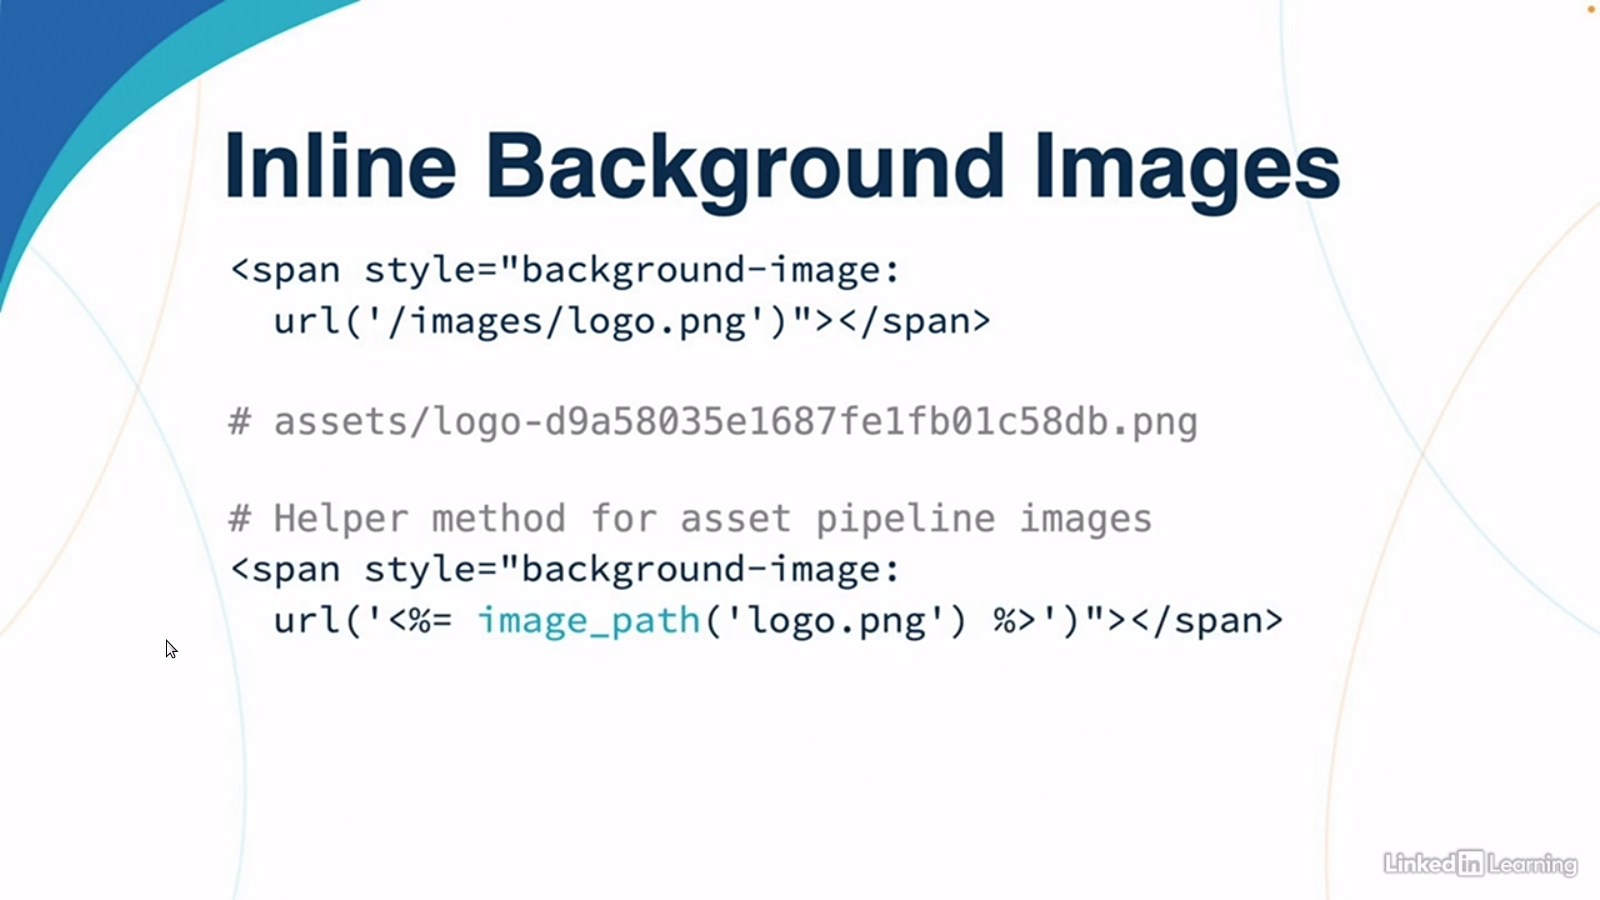 Inline Background Images
<span style="background-image:
url('/images/logo.png')"></span>
# assets/logo-d9a58035e1687fe1fb01c58db.png
# Helper method for asset pipeline images
<span style="background-image:
url('<%= image_path('logo.png') %>')"></span>
LinkedIn Learning